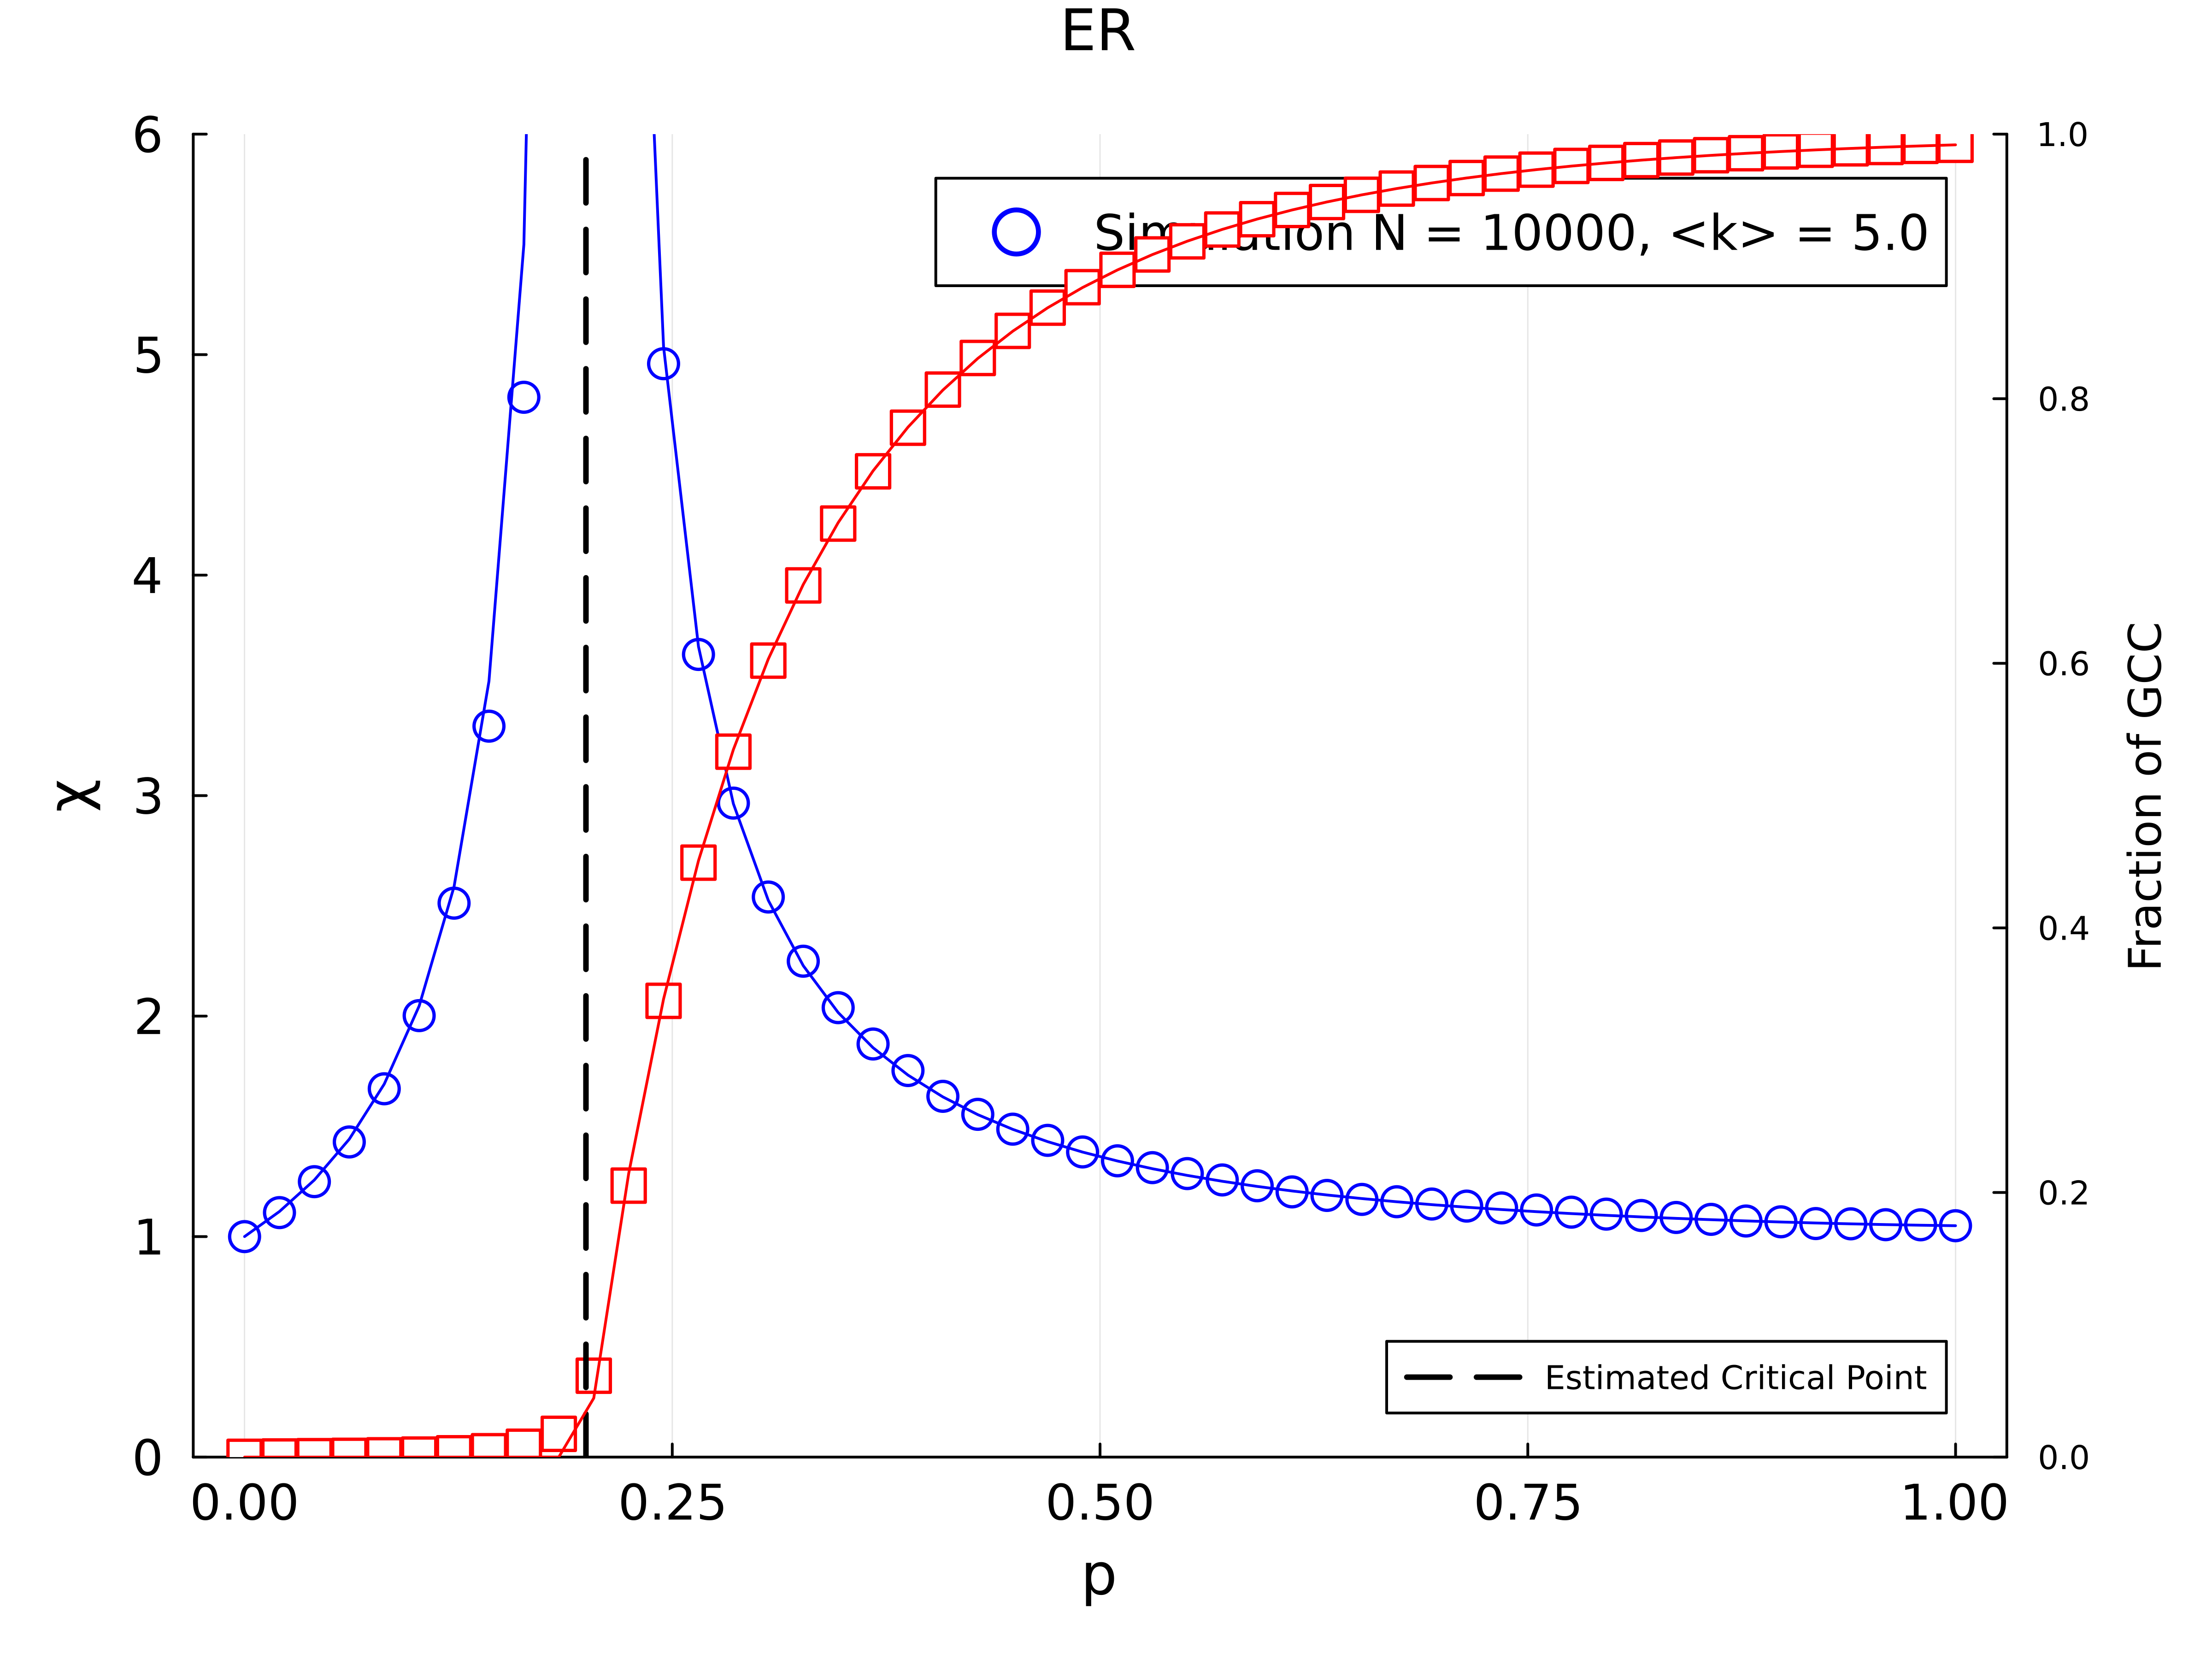 ER
6
5
4
3
2
1
0
χ
1.0
0.8
0.6
0.4
0.2
0.0
Fraction of GCC
Simulation N = 10000, <k> = 5.0
Estimated Critical Point
0.00 0.25 0.50 0.75 1.00
p